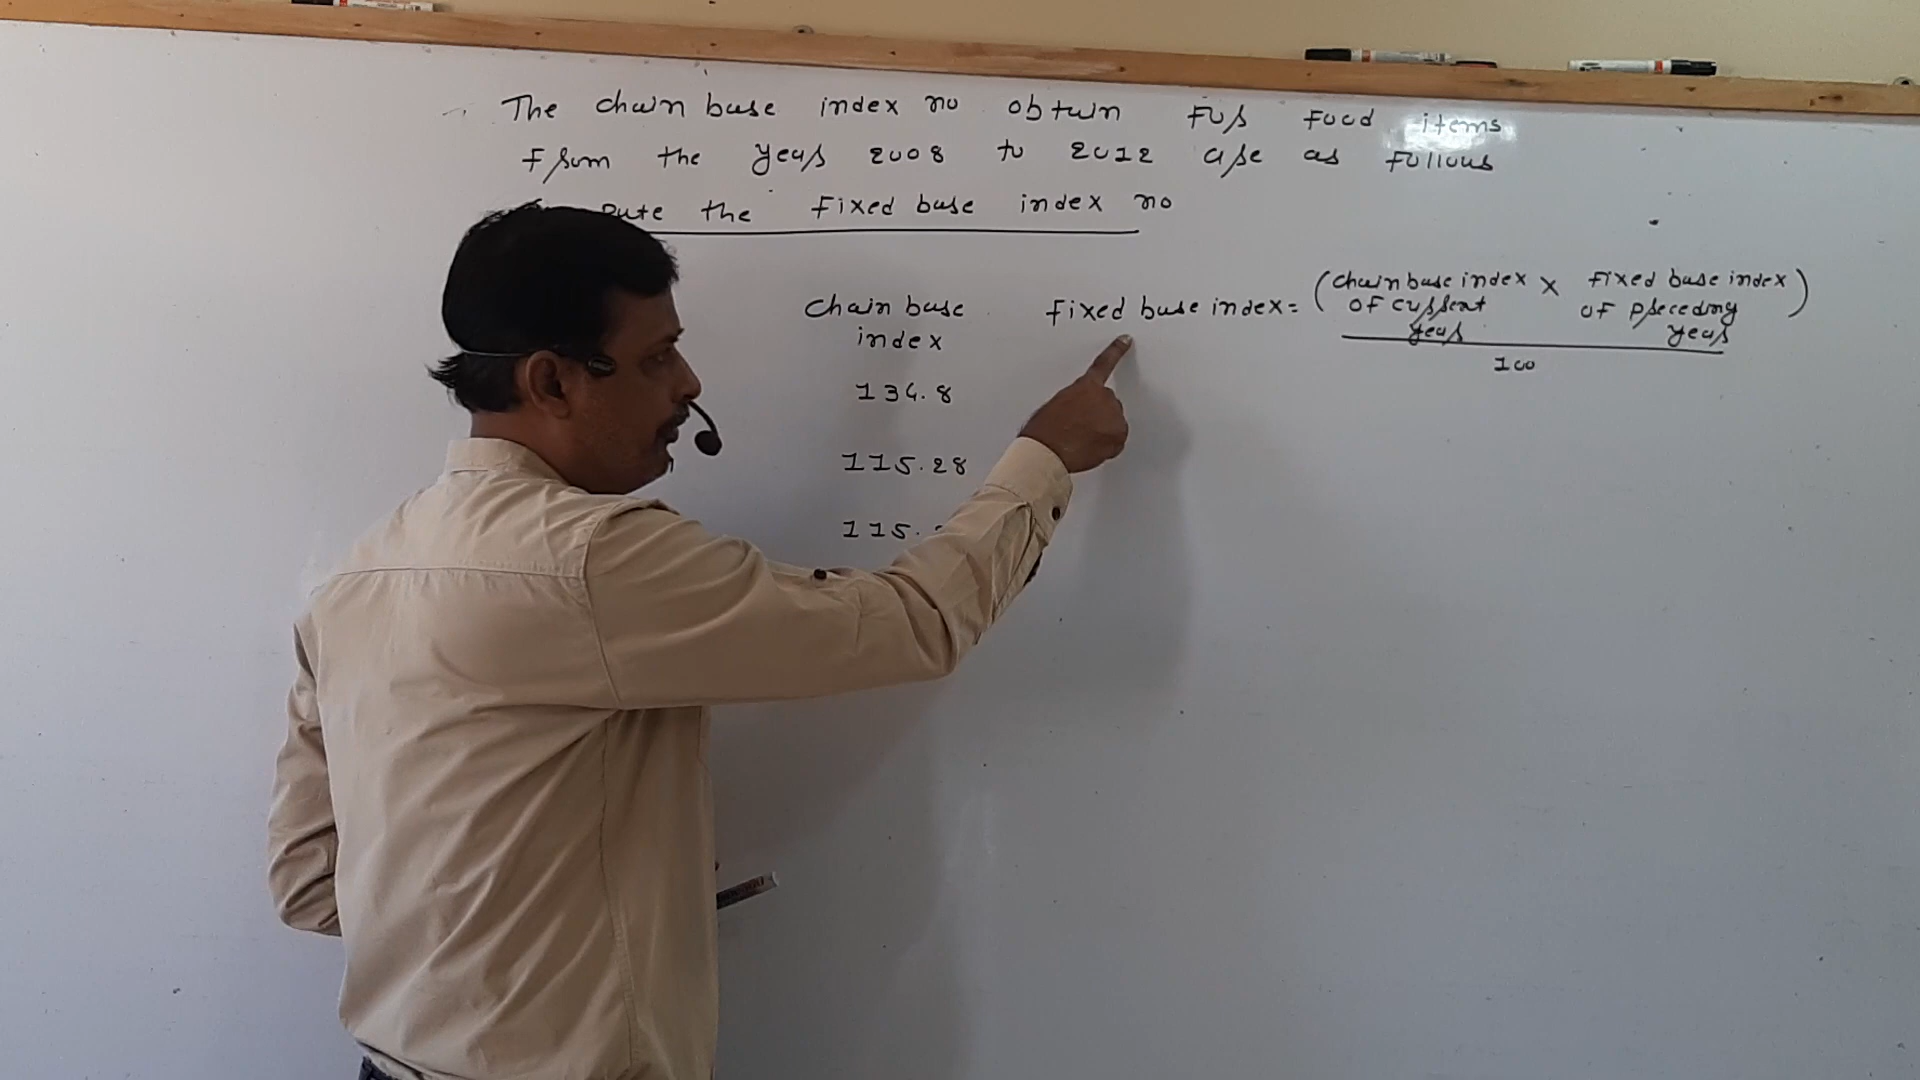 The chain base index no obtain For Food items
From the year 2008 to 2012 are as follows
the Fixed base index no
Chain base
index
Fixed base index = (chain base index of current year × fixed base index of preceding year)
100
134.8
115.28
115.